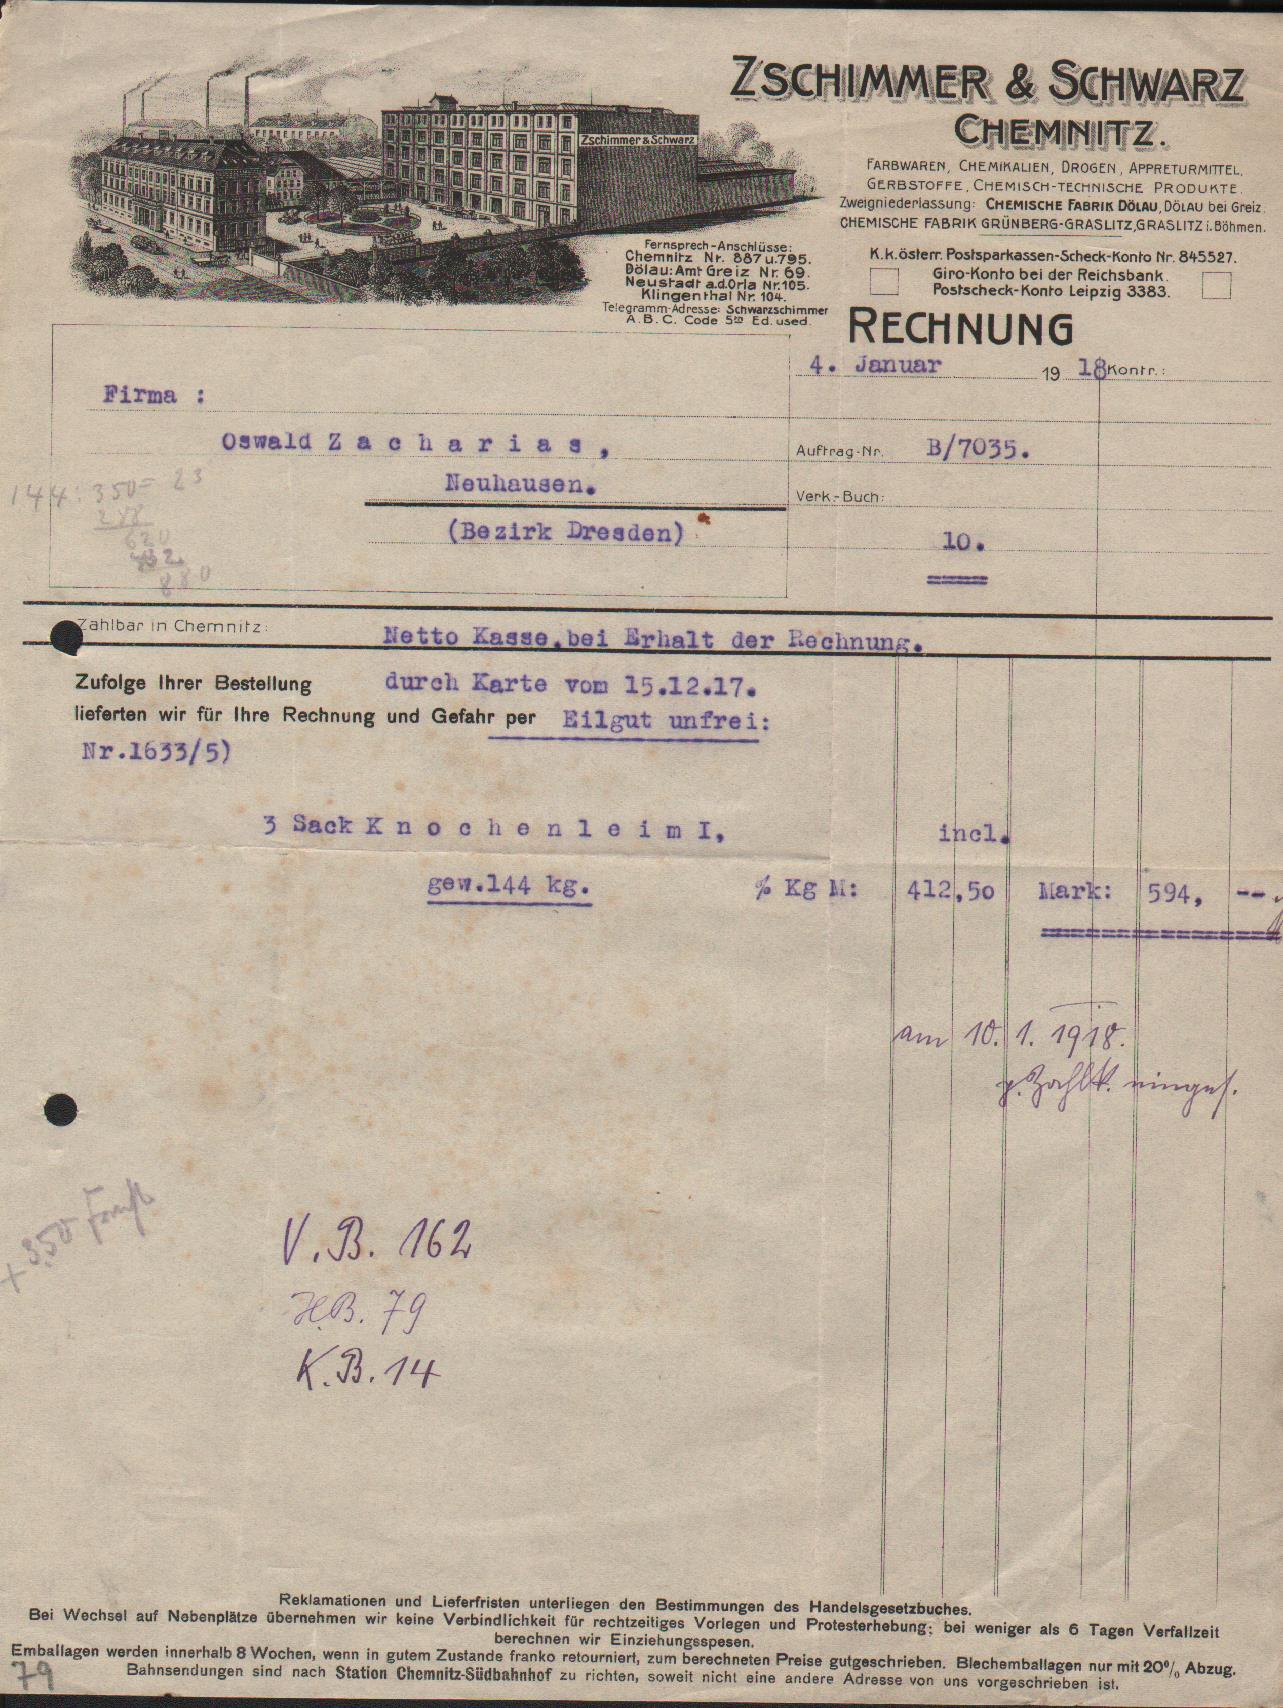 Zschimmer & Schwarz
ZSCHIMMER & SCHWARZ
CHEMNITZ.
FARBWAREN, CHEMIKALIEN, DROGEN, APPRETURMITTEL,
GERBSTOFFE, CHEMISCH-TECHNISCHE PRODUKTE.
Zweigniederlassung: CHEMISCHE FABRIK DÖLAU, DÖLAU bei Greiz.
CHEMISCHE FABRIK GRÜNBERG-GRASLITZ, GRASLITZ i. Böhmen.
Fernsprech-Anschlüsse:
Chemnitz Nr. 887 u. 795.
Dölau: Amt Greiz Nr. 69.
Neustadt a.d. Orla Nr. 105.
Klingenthal Nr. 104.
Telegramm-Adresse: Schwarzschimmer
A.B.C. Code 5th Ed. used.
K.k. österr. Postsparkassen-Scheck-Konto Nr. 845527.
Giro-Konto bei der Reichsbank.
Postscheck-Konto Leipzig 3383.
RECHNUNG
4. Januar 19 18 Kontr.:
Firma :
Oswald Z a c h a r i a s ,
Auftrag-Nr. B/7035.
144: 350= 23
Neuhausen.
Verk.-Buch:
288
620
(Bezirk Dresden)
10.
880
Zahlbar in Chemnitz: Netto Kasse, bei Erhalt der Rechnung.
Zufolge Ihrer Bestellung durch Karte vom 15.12.17.
lieferten wir für Ihre Rechnung und Gefahr per Eilgut unfrei:
Nr.1633/5)
3 Sack K n o c h e n l e i m I, incl.
gew.144 kg. % Kg M: 412,50 Mark: 594, --
am 10. 1. 1918.
p. Zahlk. einges.
+ 3,50
V. B. 162
H.B. 79
K. B. 14
Reklamationen und Lieferfristen unterliegen den Bestimmungen des Handelsgesetzbuches.
Bei Wechsel auf Nebenplätze übernehmen wir keine Verbindlichkeit für rechtzeitiges Vorlegen und Protesterhebung; bei weniger als 6 Tagen Verfallzeit
berechnen wir Einziehungsspesen.
Emballagen werden innerhalb 8 Wochen, wenn in gutem Zustande franko retourniert, zum berechneten Preise gutgeschrieben. Blechemballagen nur mit 20% Abzug.
Bahnsendungen sind nach Station Chemnitz-Südbahnhof zu richten, soweit nicht eine andere Adresse von uns vorgeschrieben ist.
79